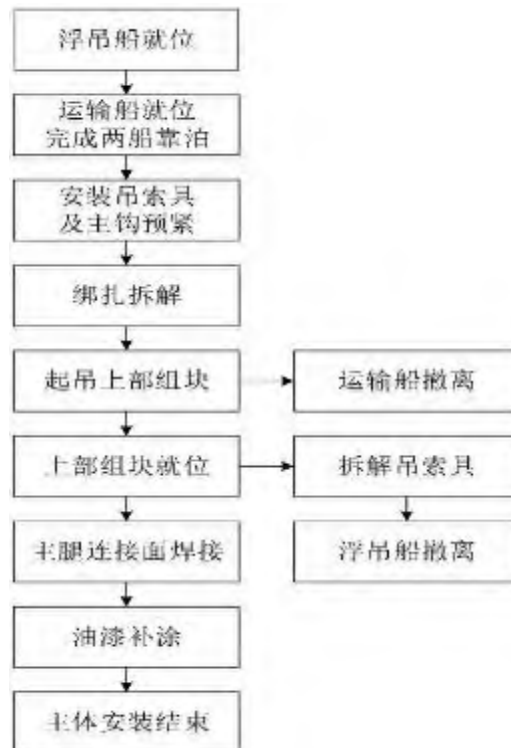 浮吊船就位
运输船就位
完成两船靠泊
安装吊索具
及主钩预紧
绑扎拆解
起吊上部组块
运输船撤离
上部组块就位
拆解吊索具
主腿连接面焊接
浮吊船撤离
油漆补涂
主体安装结束